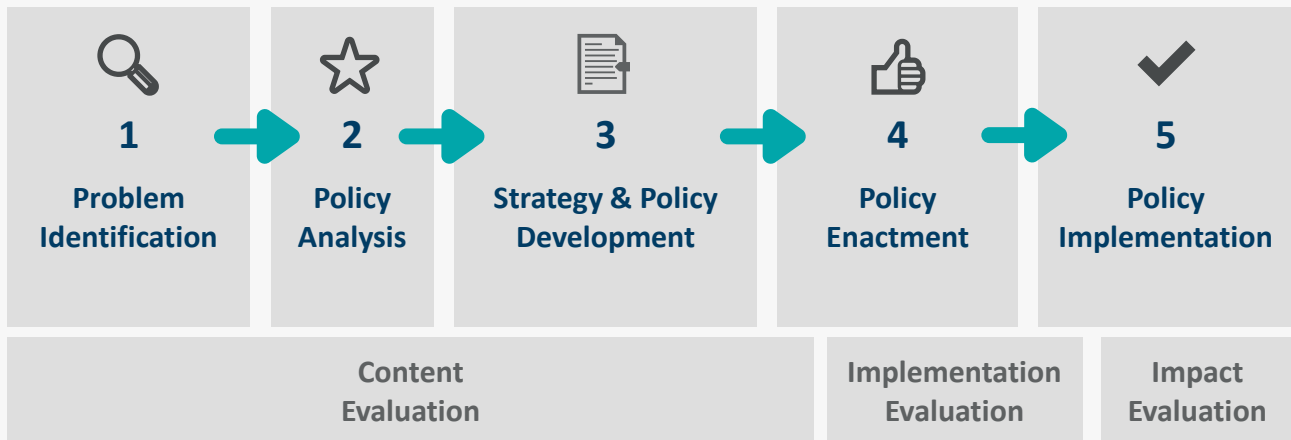 1
Problem
Identification
2
Policy
Analysis
3
Strategy & Policy
Development
4
Policy
Enactment
5
Policy
Implementation
Content
Evaluation
Implementation
Evaluation
Impact
Evaluation